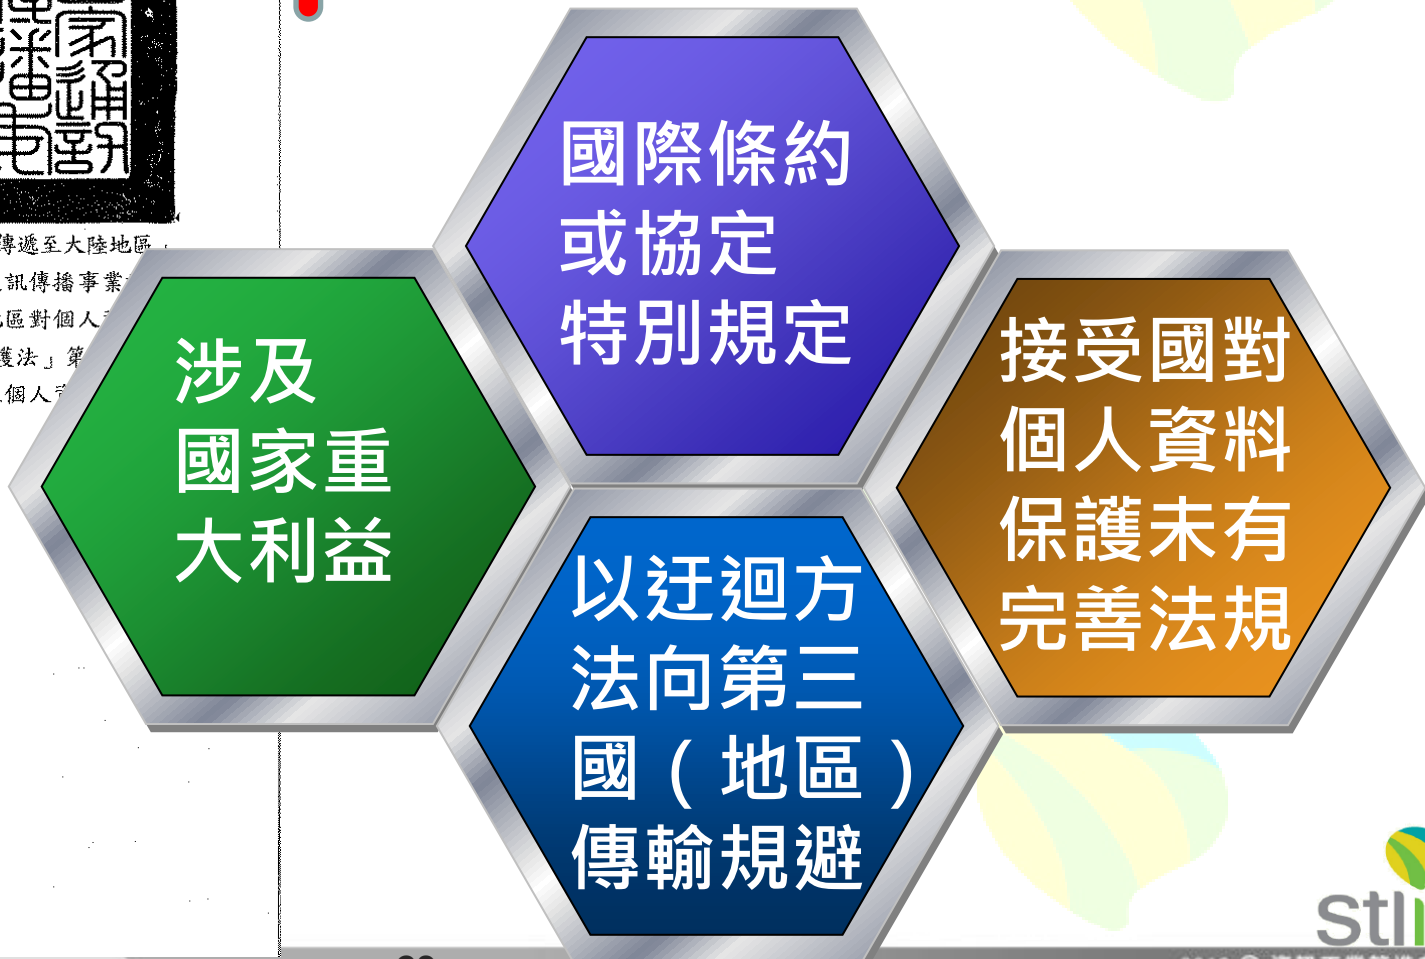 傳遞至大陸地區
訊傳播事業
區對個人
護法」第
個人資
國際條約
或協定
特別規定
涉及
國家重
大利益
接受國對
個人資料
保護未有
完善法規
以迂迴方
法向第三
國（地區）
傳輸規避
stli